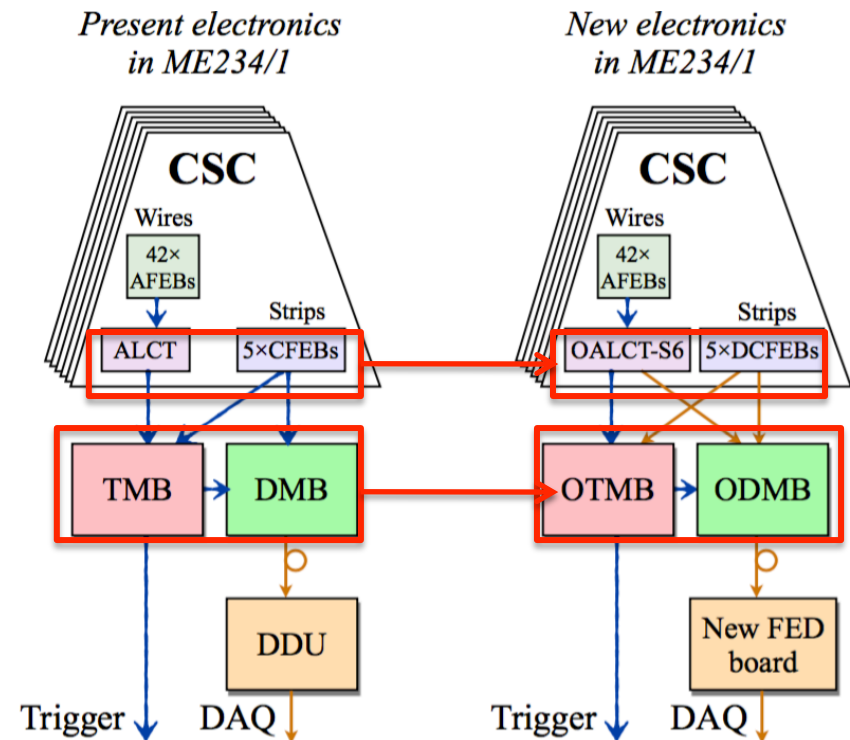 Present electronics
in ME234/1
CSC
Wires
42×
AFEBs
Strips
ALCT
5×CFEBs
TMB
DMB
DDU
Trigger
DAQ
New electronics
in ME234/1
CSC
Wires
42×
AFEBs
Strips
OALCT-S6
5×DCFEBs
OTMB
ODMB
New FED
board
Trigger
DAQ